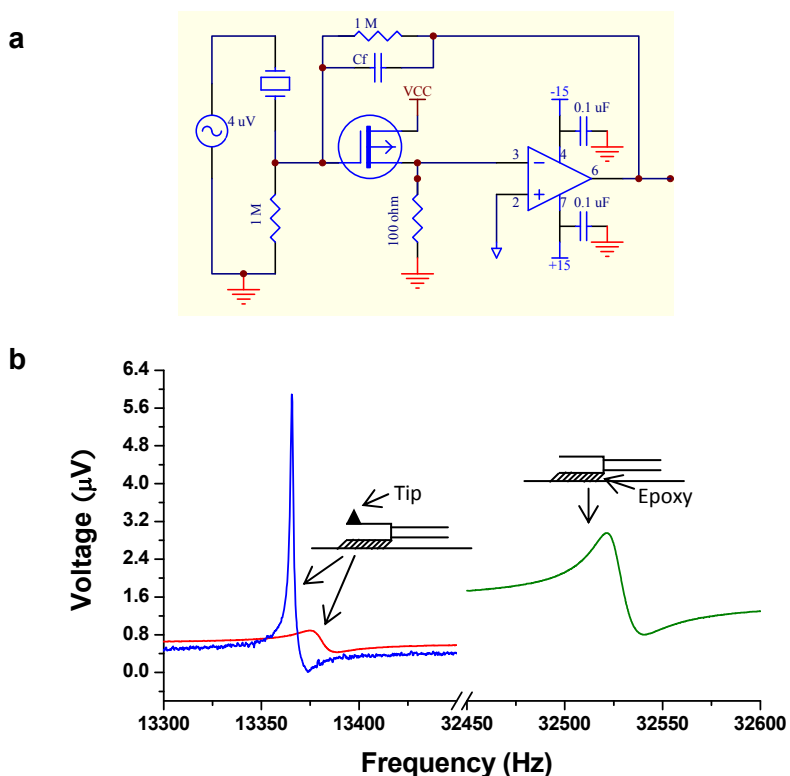 a
1 M
Cf
VCC
4 uV
1 M
100 ohm
-15
0.1 uF
3
4
6
2
7
0.1 uF
+15
b
6.4
5.6
4.8
4.0
3.2
2.4
1.6
0.8
0.0
Voltage (μV)
Tip
Epoxy
13300
13350
13400
32450
32500
32550
32600
Frequency (Hz)